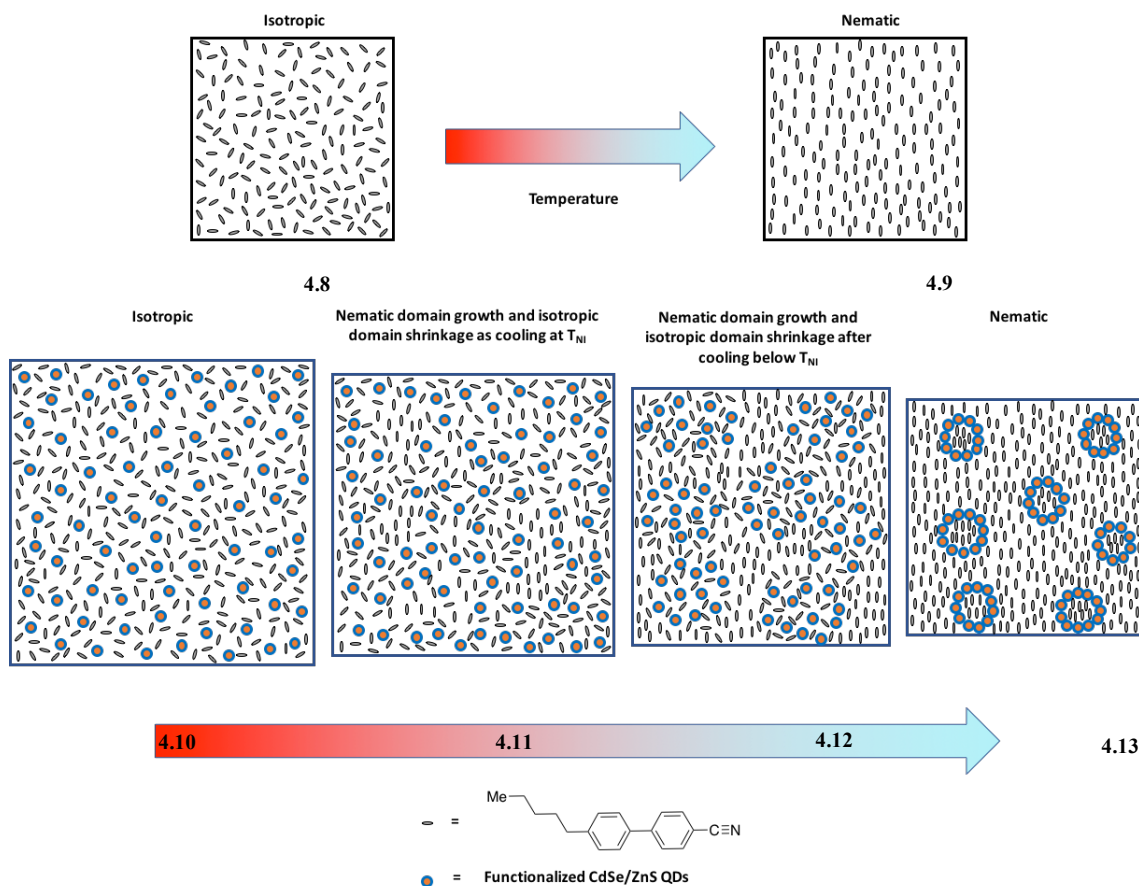 Isotropic
Nematic
Temperature
4.8
4.9
Isotropic
Nematic domain growth and isotropic
domain shrinkage as cooling at TNI
Nematic domain growth and
isotropic domain shrinkage after
cooling below TNI
Nematic
4.10
4.11
4.12
4.13
=
Me
C≡N
= Functionalized CdSe/ZnS QDs